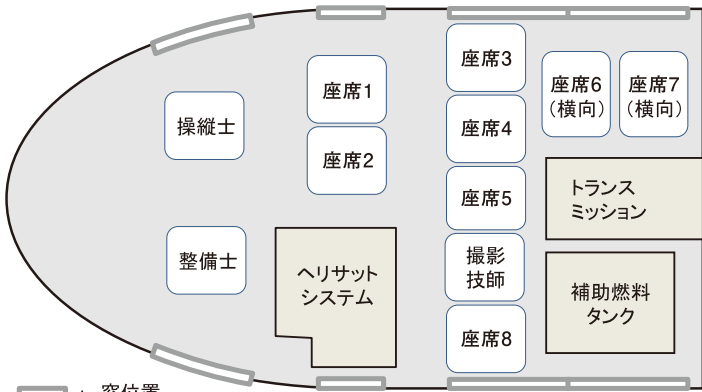 操縦士
整備士
座席1
座席2
ヘリサット
システム
座席3
座席4
座席5
撮影
技師
座席8
座席6
（横向）
座席7
（横向）
トランス
ミッション
補助燃料
タンク
：窓位置